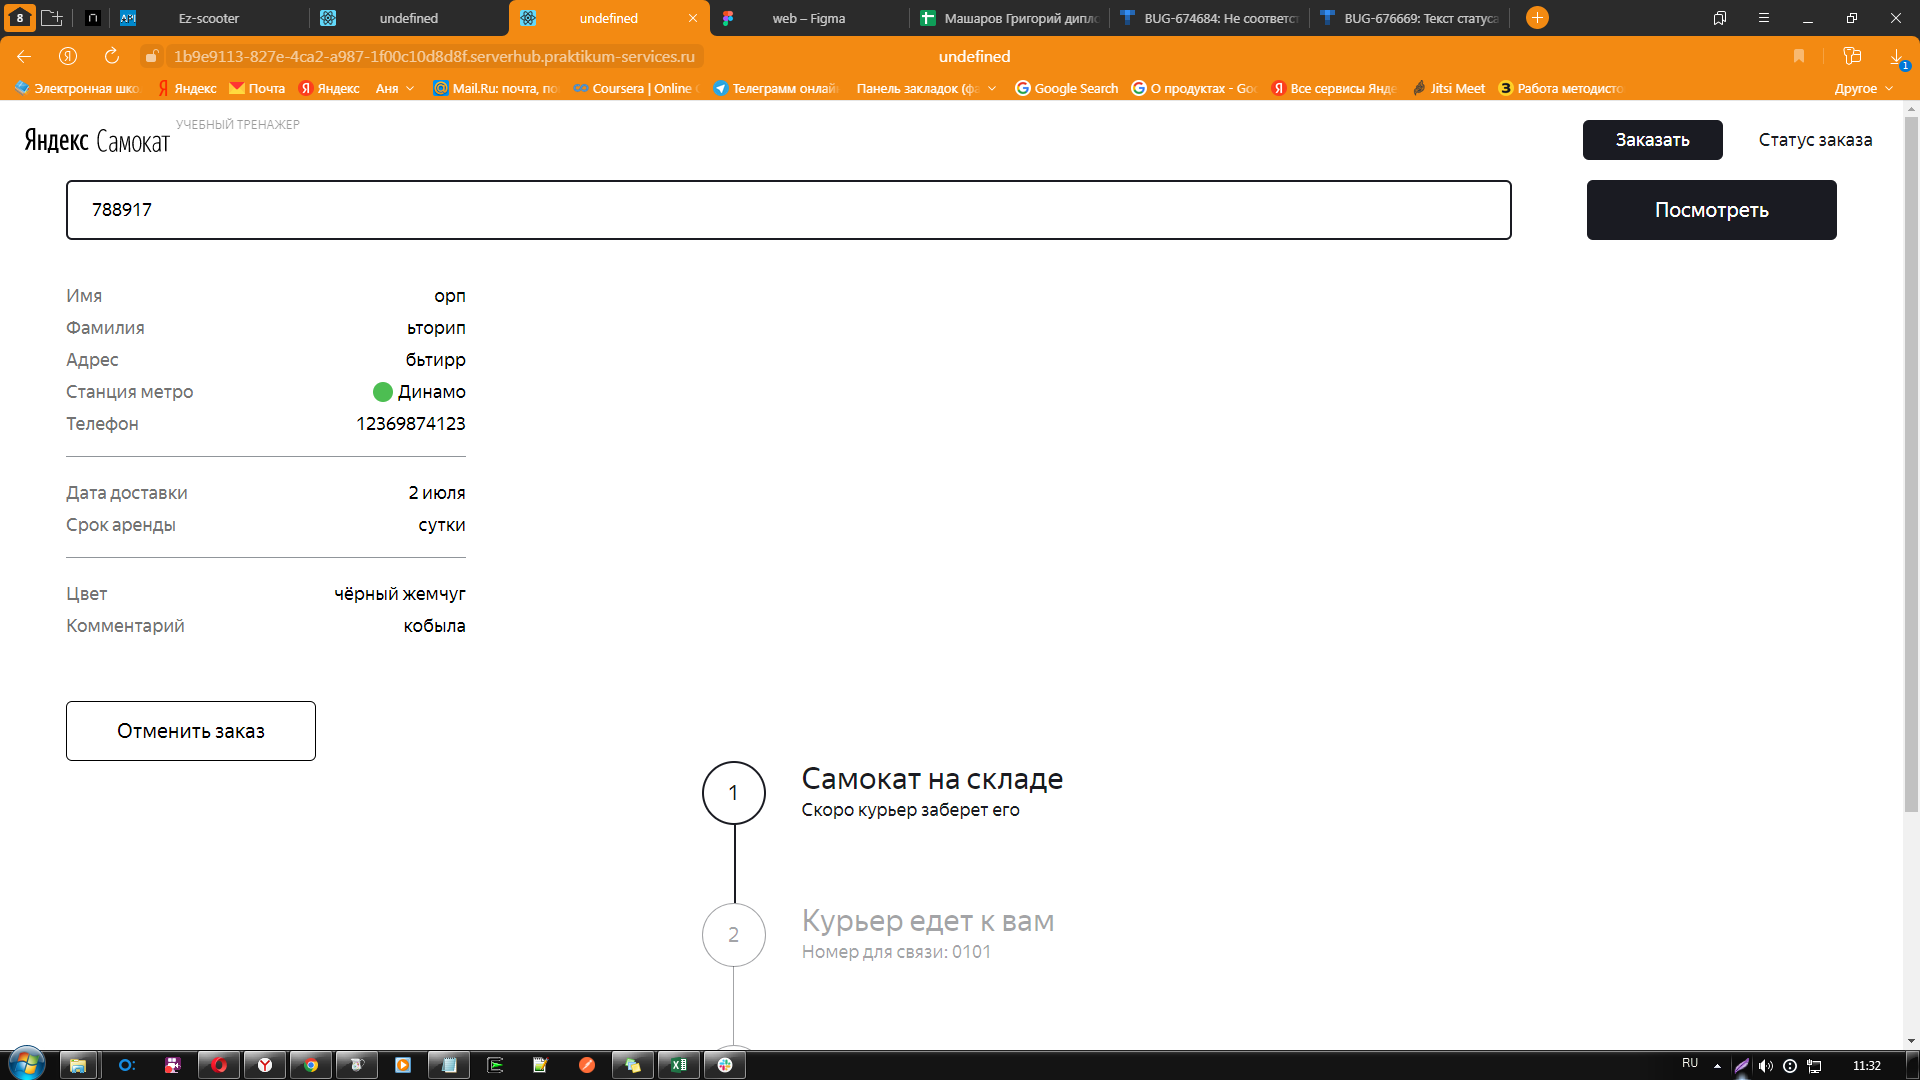 8
API
Ez-scooter
undefined
undefined
web – Figma
Машаров Григорий дипло
BUG-674684: Не соответст
BUG-676669: Текст статуса
1b9e9113-827e-4ca2-a987-1f00c10d8d8f.serverhub.praktikum-services.ru
undefined
1
Электронная шко
Яндекс
Почта
Яндекс
Аня
Mail.Ru: почта, по
Coursera | Online
Телеграмм онлай
Панель закладок (фа
Google Search
О продуктах - Goo
Все сервисы Янде
Jitsi Meet
Работа методисто
Другое
Яндекс Самокат
УЧЕБНЫЙ ТРЕНАЖЕР
Заказать
Статус заказа
788917
Посмотреть
Имя орп
Фамилия ьторип
Адрес бьтирр
Станция метро Динамо
Телефон 12369874123
Дата доставки 2 июля
Срок аренды сутки
Цвет чёрный жемчуг
Комментарий кобыла
Отменить заказ
1
Самокат на складе
Скоро курьер заберет его
2
Курьер едет к вам
Номер для связи: 0101
RU
11:32